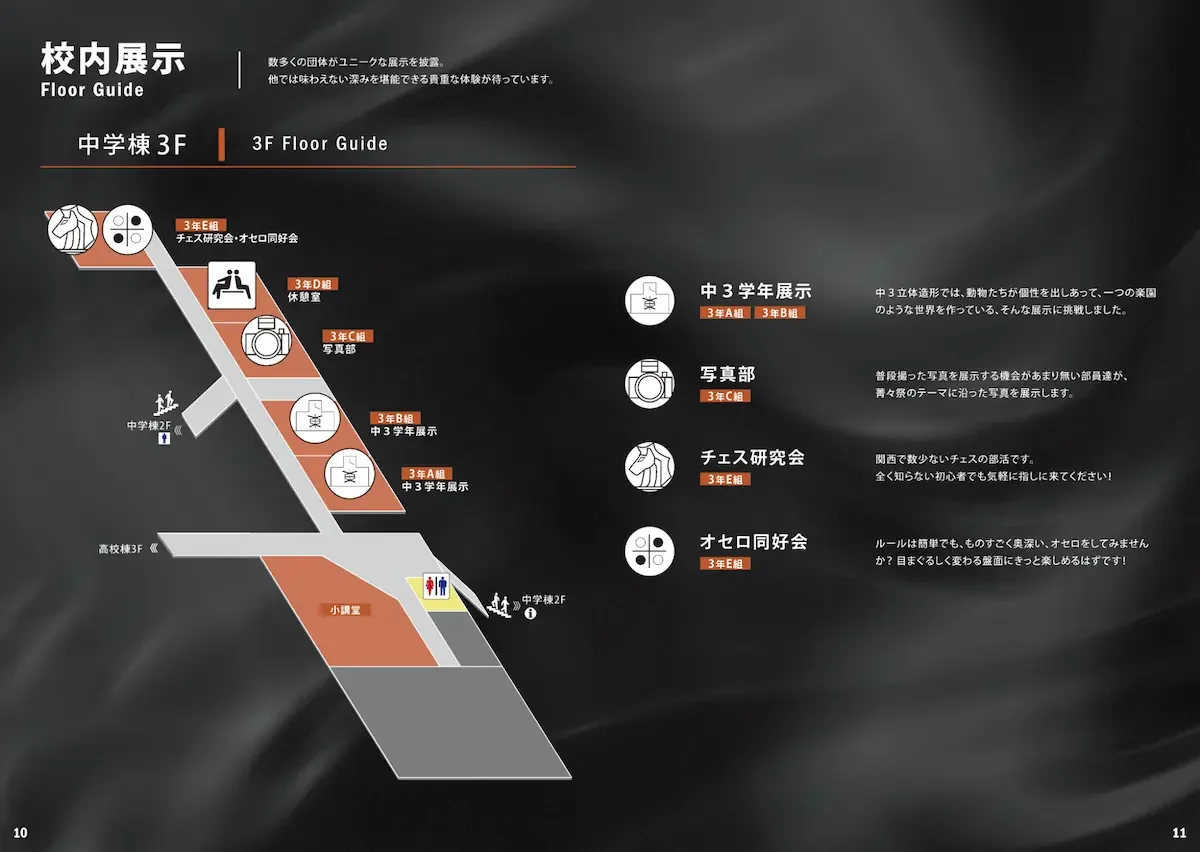 校内展示
Floor Guide
数多くの団体がユニークな展示を披露。
他では味わえない深みを堪能できる貴重な体験が待っています。
中学棟3F
3F Floor Guide
3年E組
チェス研究会・オセロ同好会
3年D組
休憩室
3年C組
写真部
中学棟2F
3年B組
中3学年展示
3年A組
中3学年展示
高校棟3F
小講堂
中学棟2F
中3学年展示
3年A組 3年B組
中3立体造形では、動物たちが個性を出しあって、一つの楽園
のような世界を作っている、そんな展示に挑戦しました。
写真部
3年C組
普段撮った写真を展示する機会があまり無い部員達が、
菁々祭のテーマに沿った写真を展示します。
チェス研究会
3年E組
関西で数少ないチェスの部活です。
全く知らない初心者でも気軽に指しに来てください!
オセロ同好会
3年E組
ルールは簡単でも、ものすごく奥深い、オセロをしてみません
か? 目まぐるしく変わる盤面にきっと楽しめるはずです!
10
11